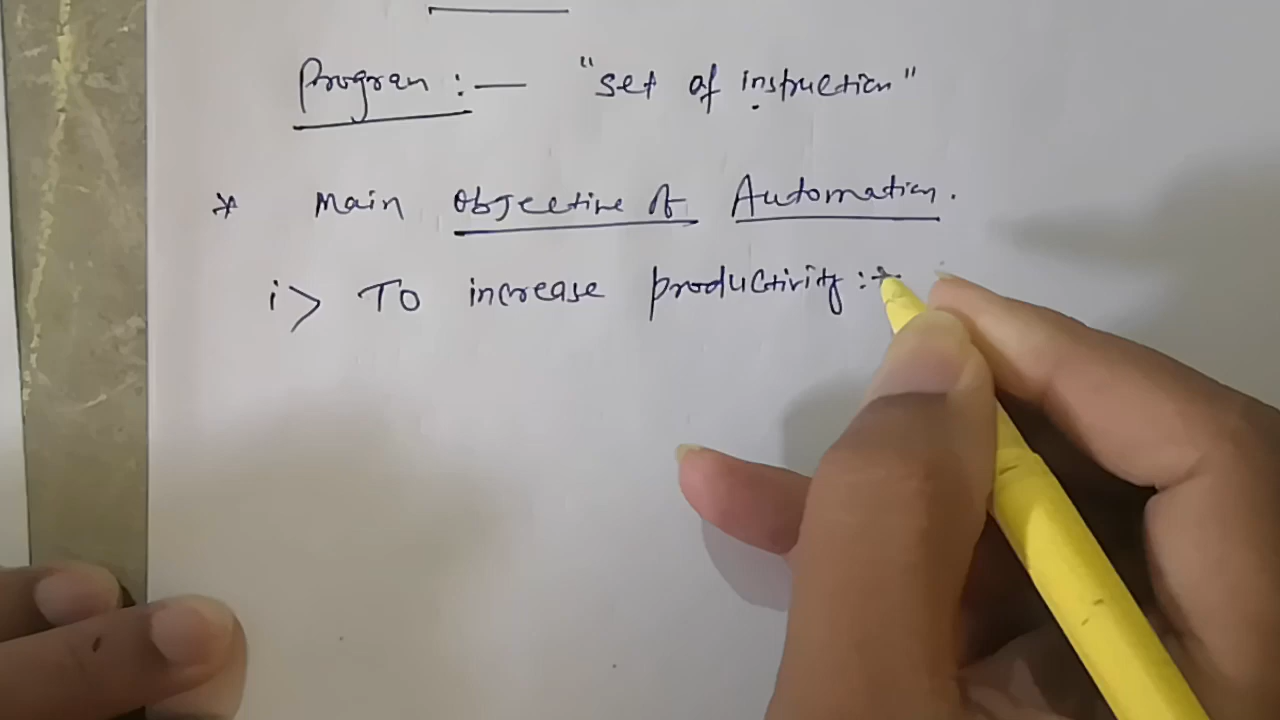 Program :— "set of instruction"
* Main Objective of Automation.
i> To increase productivity :-